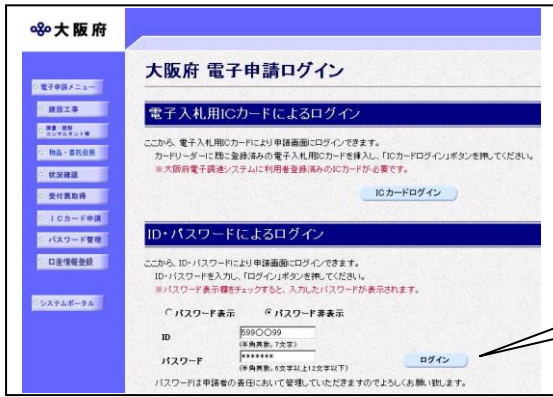 大阪府
電子申請メニュー
建設工事
測量・建設
コンサルタント等
物品・委託役務
状況確認
受付票取得
ICカード申請
パスワード管理
口座情報登録
システムポータル
大阪府 電子申請ログイン
電子入札用ICカードによるログイン
ここから、電子入札用ICカードにより申請画面にログインできます。
カードリーダーに既に登録済みの電子入札用ICカードを挿入し、「ICカードログイン」ボタンを押してください。
※大阪府電子調達システムに利用者登録済みのICカードが必要です。
ICカードログイン
ID・パスワードによるログイン
ここから、ID・パスワードにより申請画面にログインできます。
ID・パスワードを入力し、「ログイン」ボタンを押してください。
※パスワード表示欄をチェックすると、入力したパスワードが表示されます。
パスワード表示 パスワード非表示
ID 599〇〇99
(半角英数,7文字)
パスワード ******* ログイン
(半角英数,6文字以上12文字以下)
パスワードは申請者の責任において管理していただきますのでよろしくお願い致します。